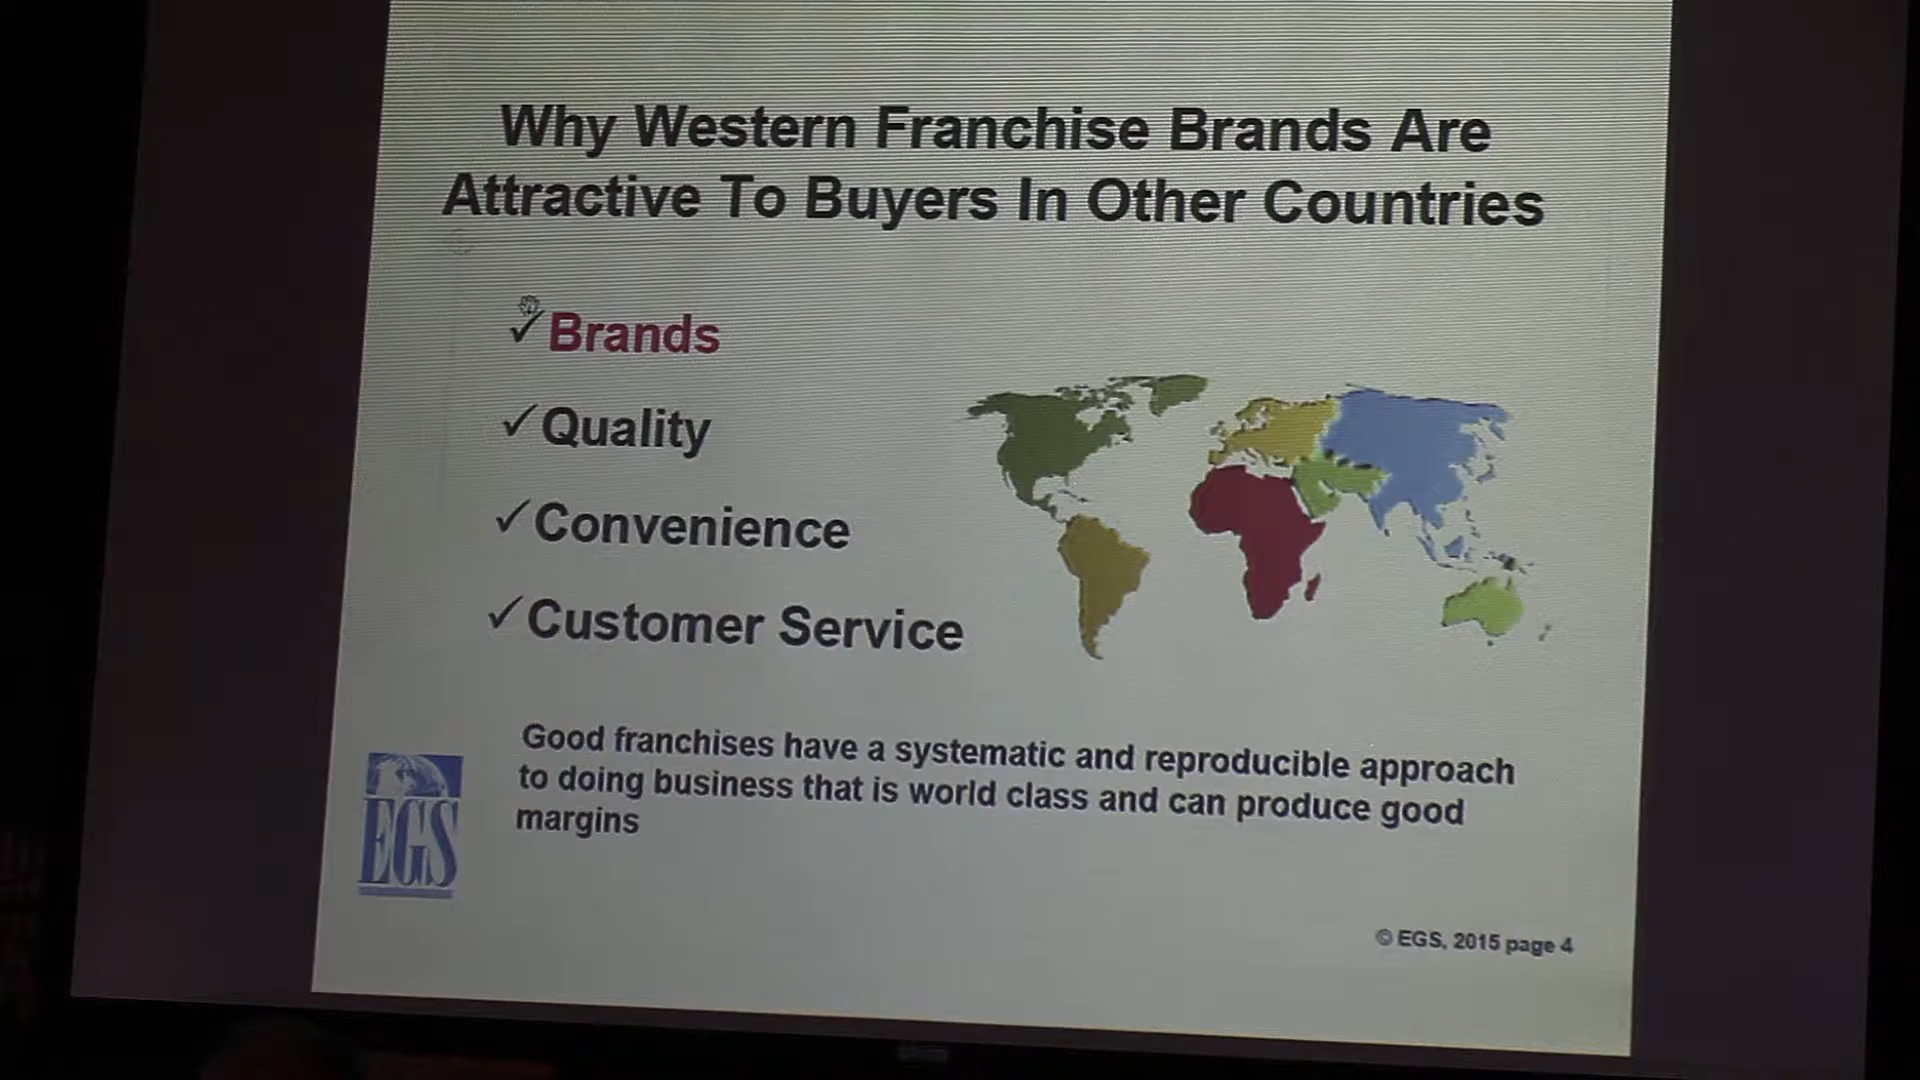 Why Western Franchise Brands Are
Attractive To Buyers In Other Countries
✓Brands
✓Quality
✓Convenience
✓Customer Service
Good franchises have a systematic and reproducible approach
to doing business that is world class and can produce good
margins
EGS
© EGS, 2015 page 4